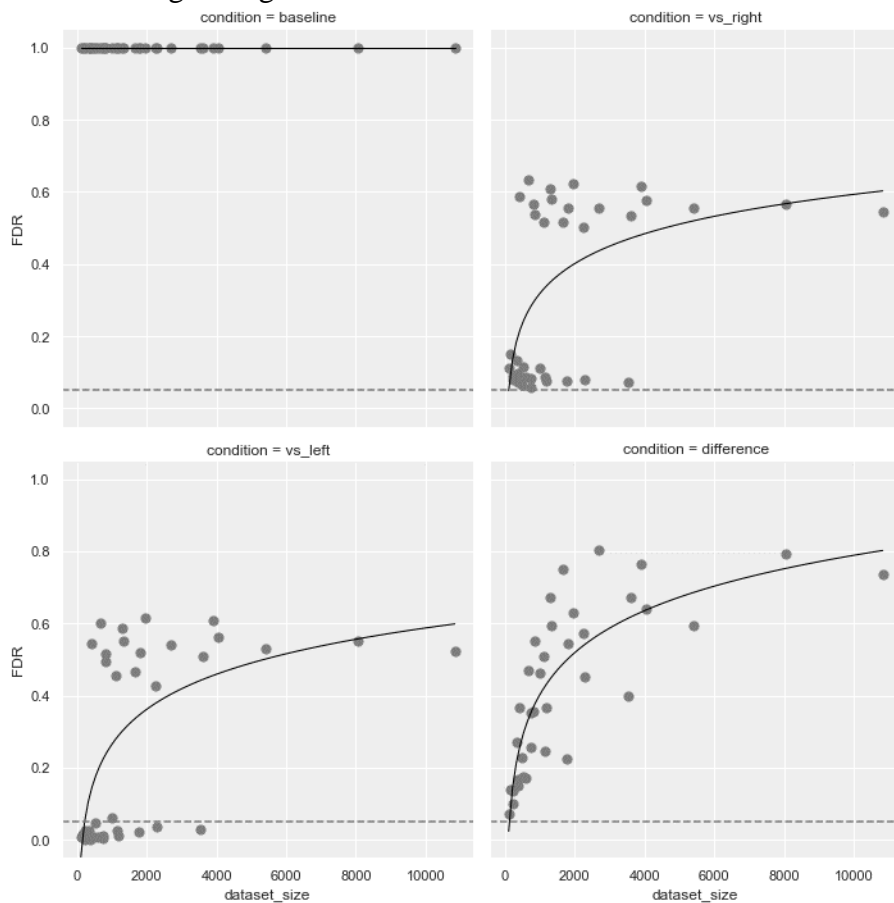 condition = baseline
condition = vs_right
1.0
0.8
0.6
0.4
0.2
0.0
FDR
condition = vs_left
condition = difference
1.0
0.8
0.6
0.4
0.2
0.0
FDR
0 2000 4000 6000 8000 10000
0 2000 4000 6000 8000 10000
dataset_size
dataset_size